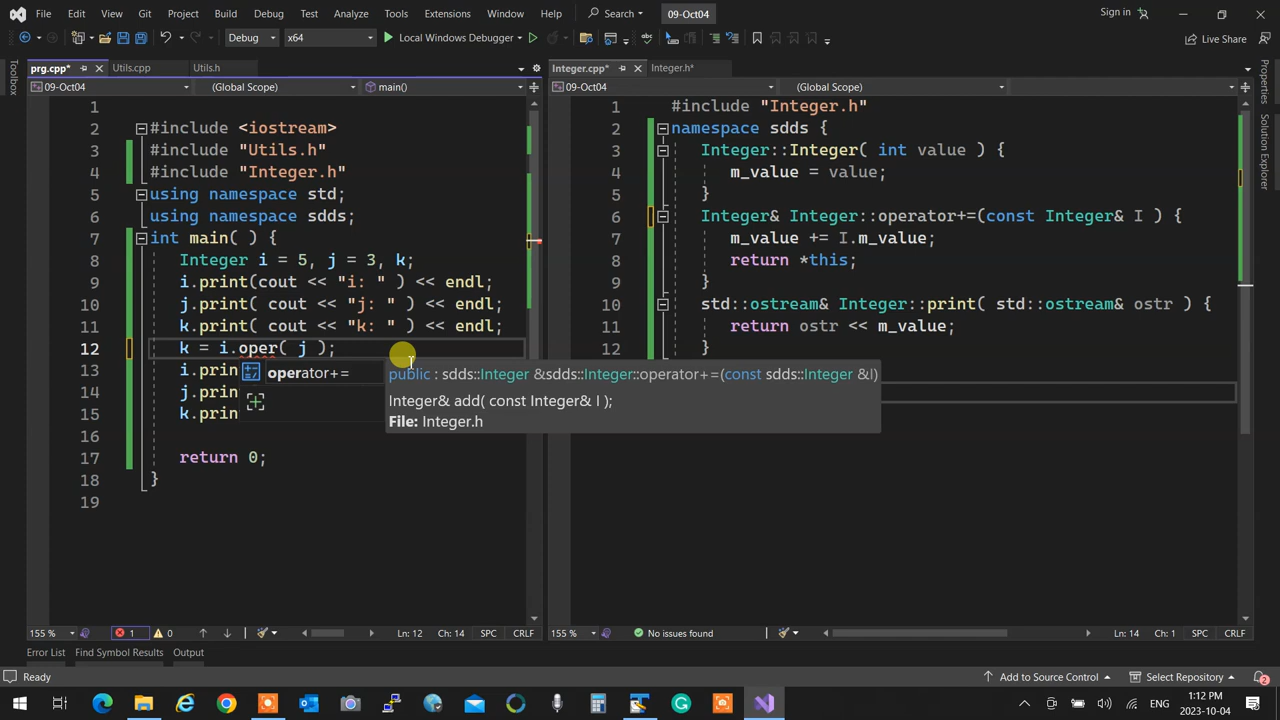 File Edit View Git Project Build Debug Test Analyze Tools Extensions Window Help Search 09-Oct04 Sign in
Debug x64 Local Windows Debugger Live Share
prg.cpp* Utils.cpp Utils.h
09-Oct04 (Global Scope) main()
Toolbox
1
2 #include <iostream>
3 #include "Utils.h"
4 #include "Integer.h"
5 using namespace std;
6 using namespace sdds;
7 int main( ) {
8 Integer i = 5, j = 3, k;
9 i.print(cout << "i: " ) << endl;
10 j.print( cout << "j: " ) << endl;
11 k.print( cout << "k: " ) << endl;
12 k = i.oper( j );
13 i.prin
14 j.print
15 k.print
16
17 return 0;
18 }
19
operator+=
public : sdds::Integer &sdds::Integer::operator+=(const sdds::Integer &I)
Integer& add( const Integer& I );
File: Integer.h
155 % 1 0 Ln: 12 Ch: 14 SPC CRLF
Integer.cpp* Integer.h*
09-Oct04 (Global Scope)
1 #include "Integer.h"
2 namespace sdds {
3 Integer::Integer( int value ) {
4 m_value = value;
5 }
6 Integer& Integer::operator+=(const Integer& I ) {
7 m_value += I.m_value;
8 return *this;
9 }
10 std::ostream& Integer::print( std::ostream& ostr ) {
11 return ostr << m_value;
12 }
155 % No issues found Ln: 14 Ch: 1 SPC CRLF
Properties
Solution Explorer
Error List Find Symbol Results Output
Ready Add to Source Control Select Repository 2
ENG 1:12 PM
2023-10-04